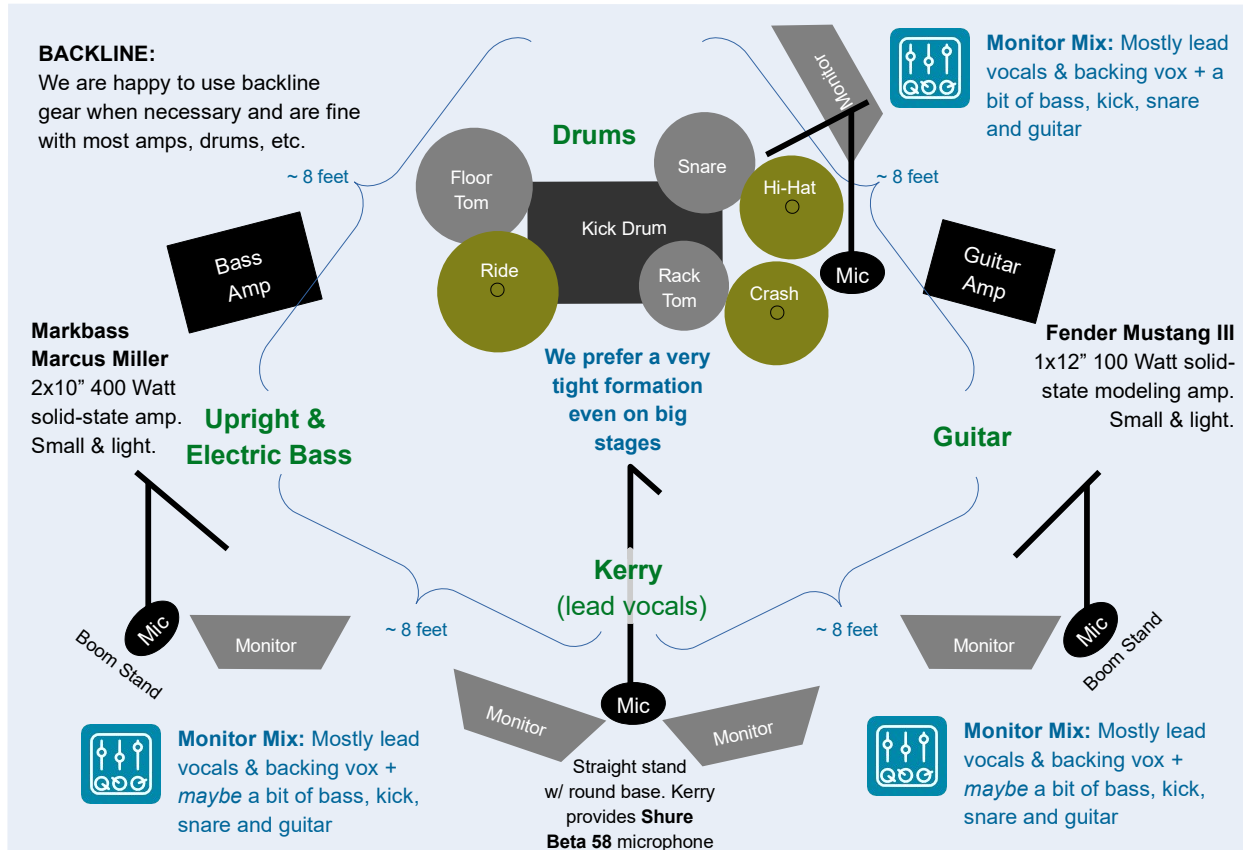 BACKLINE:
We are happy to use backline
gear when necessary and are fine
with most amps, drums, etc.
Monitor
Monitor Mix: Mostly lead
vocals & backing vox + a
bit of bass, kick, snare
and guitar
Drums
~ 8 feet
~ 8 feet
Floor
Tom
Kick Drum
Snare
Hi-Hat
Ride
Rack
Tom
Crash
Mic
Bass
Amp
Guitar
Amp
Markbass
Marcus Miller
2x10” 400 Watt
solid-state amp.
Small & light.
Upright &
Electric Bass
We prefer a very
tight formation
even on big
stages
Guitar
Fender Mustang III
1x12” 100 Watt solid-
state modeling amp.
Small & light.
Kerry
(lead vocals)
~ 8 feet
~ 8 feet
Mic
Boom Stand
Monitor
Monitor
Mic
Boom Stand
Monitor
Mic
Monitor
Monitor Mix: Mostly lead
vocals & backing vox +
maybe a bit of bass, kick,
snare and guitar
Straight stand
w/ round base. Kerry
provides Shure
Beta 58 microphone
Monitor Mix: Mostly lead
vocals & backing vox +
maybe a bit of bass, kick,
snare and guitar